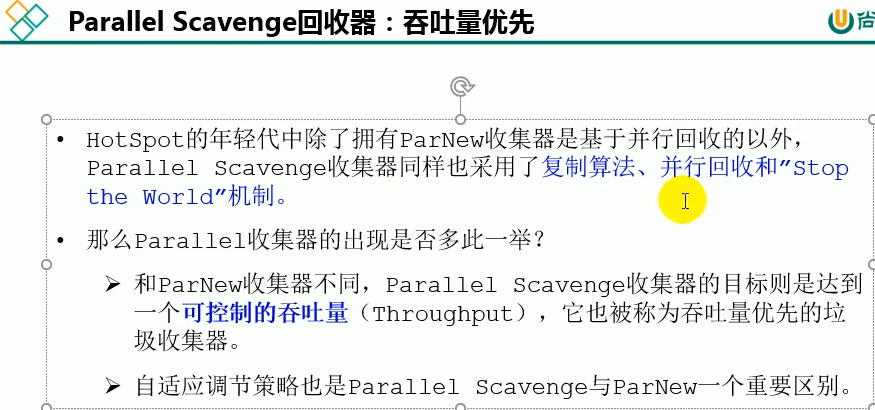 Parallel Scavenge回收器：吞吐量优先
• HotSpot的年轻代中除了拥有ParNew收集器是基于并行回收的以外，
Parallel Scavenge收集器同样也采用了复制算法、并行回收和"Stop
the World"机制。
• 那么Parallel收集器的出现是否多此一举？
➢ 和ParNew收集器不同，Parallel Scavenge收集器的目标则是达到
一个可控制的吞吐量（Throughput），它也被称为吞吐量优先的垃
圾收集器。
➢ 自适应调节策略也是Parallel Scavenge与ParNew一个重要区别。